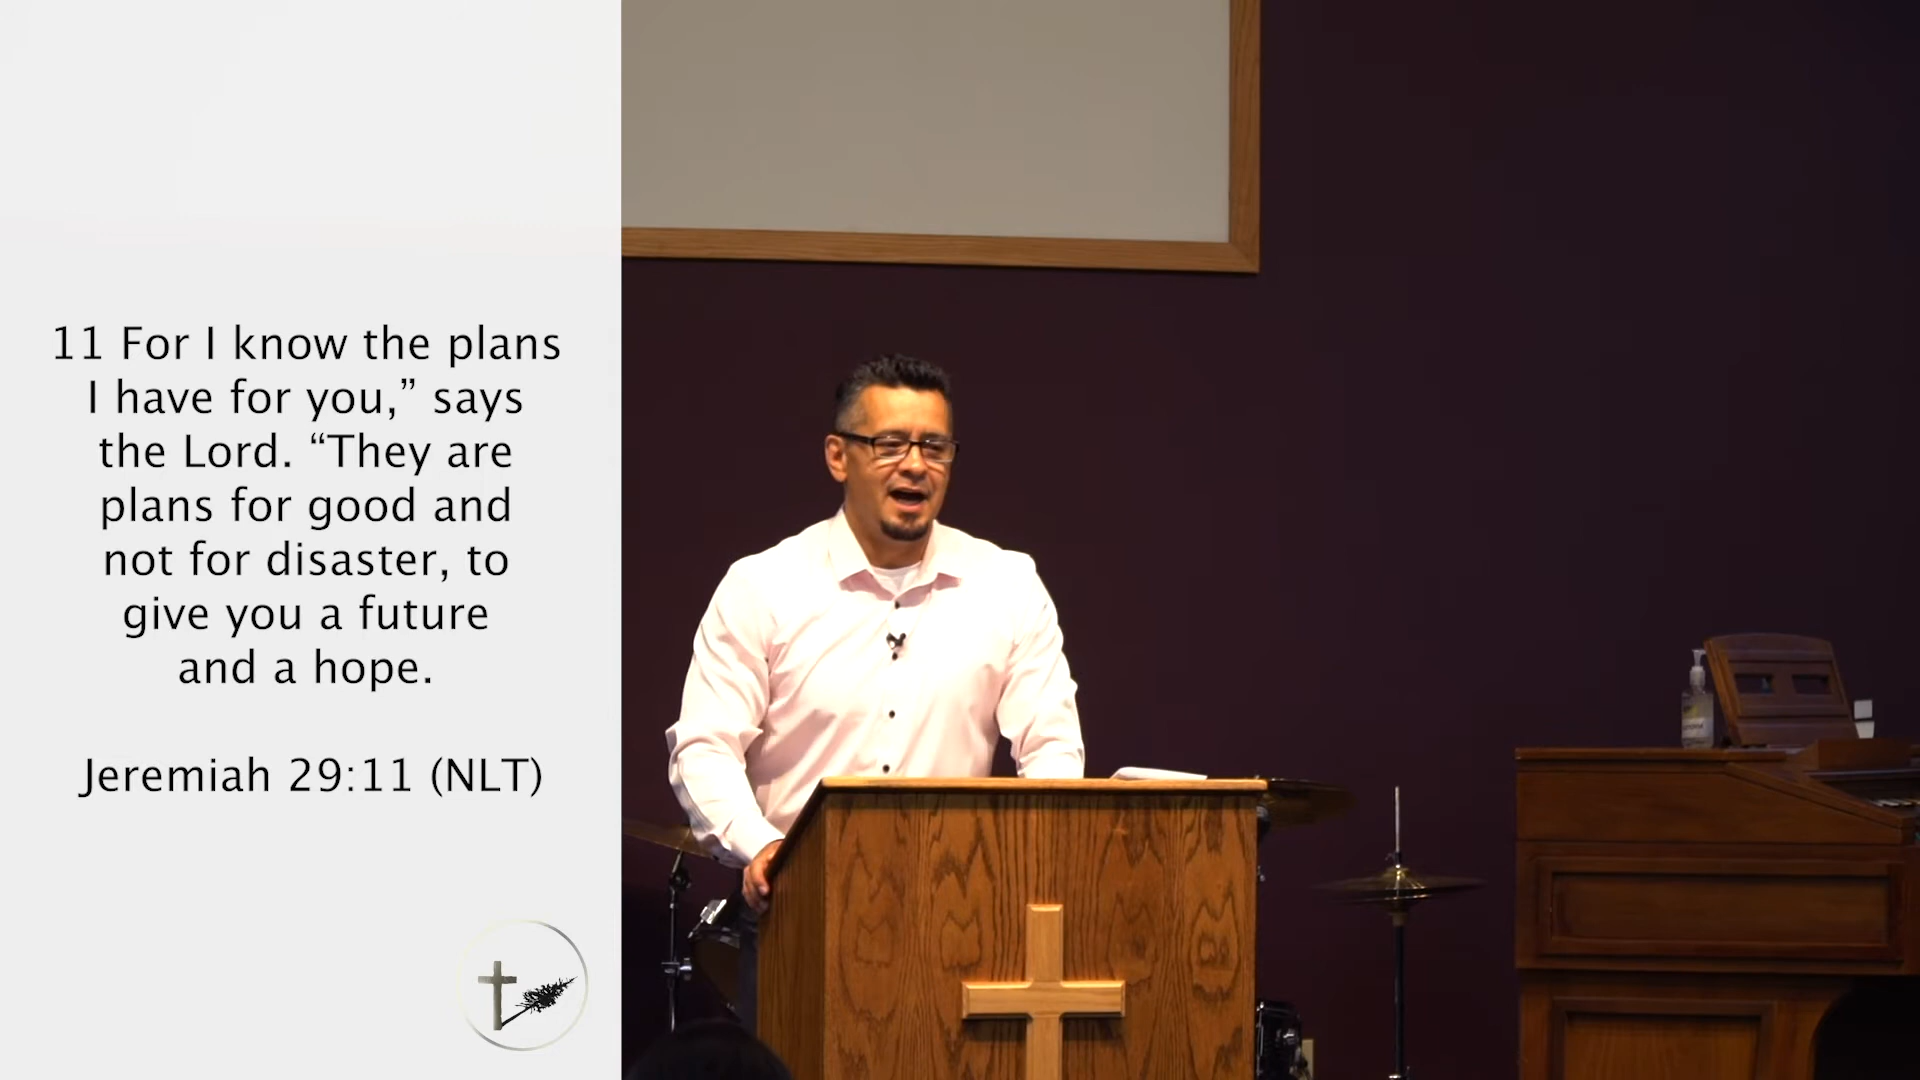 11 For I know the plans
I have for you,” says
the Lord. “They are
plans for good and
not for disaster, to
give you a future
and a hope.
Jeremiah 29:11 (NLT)